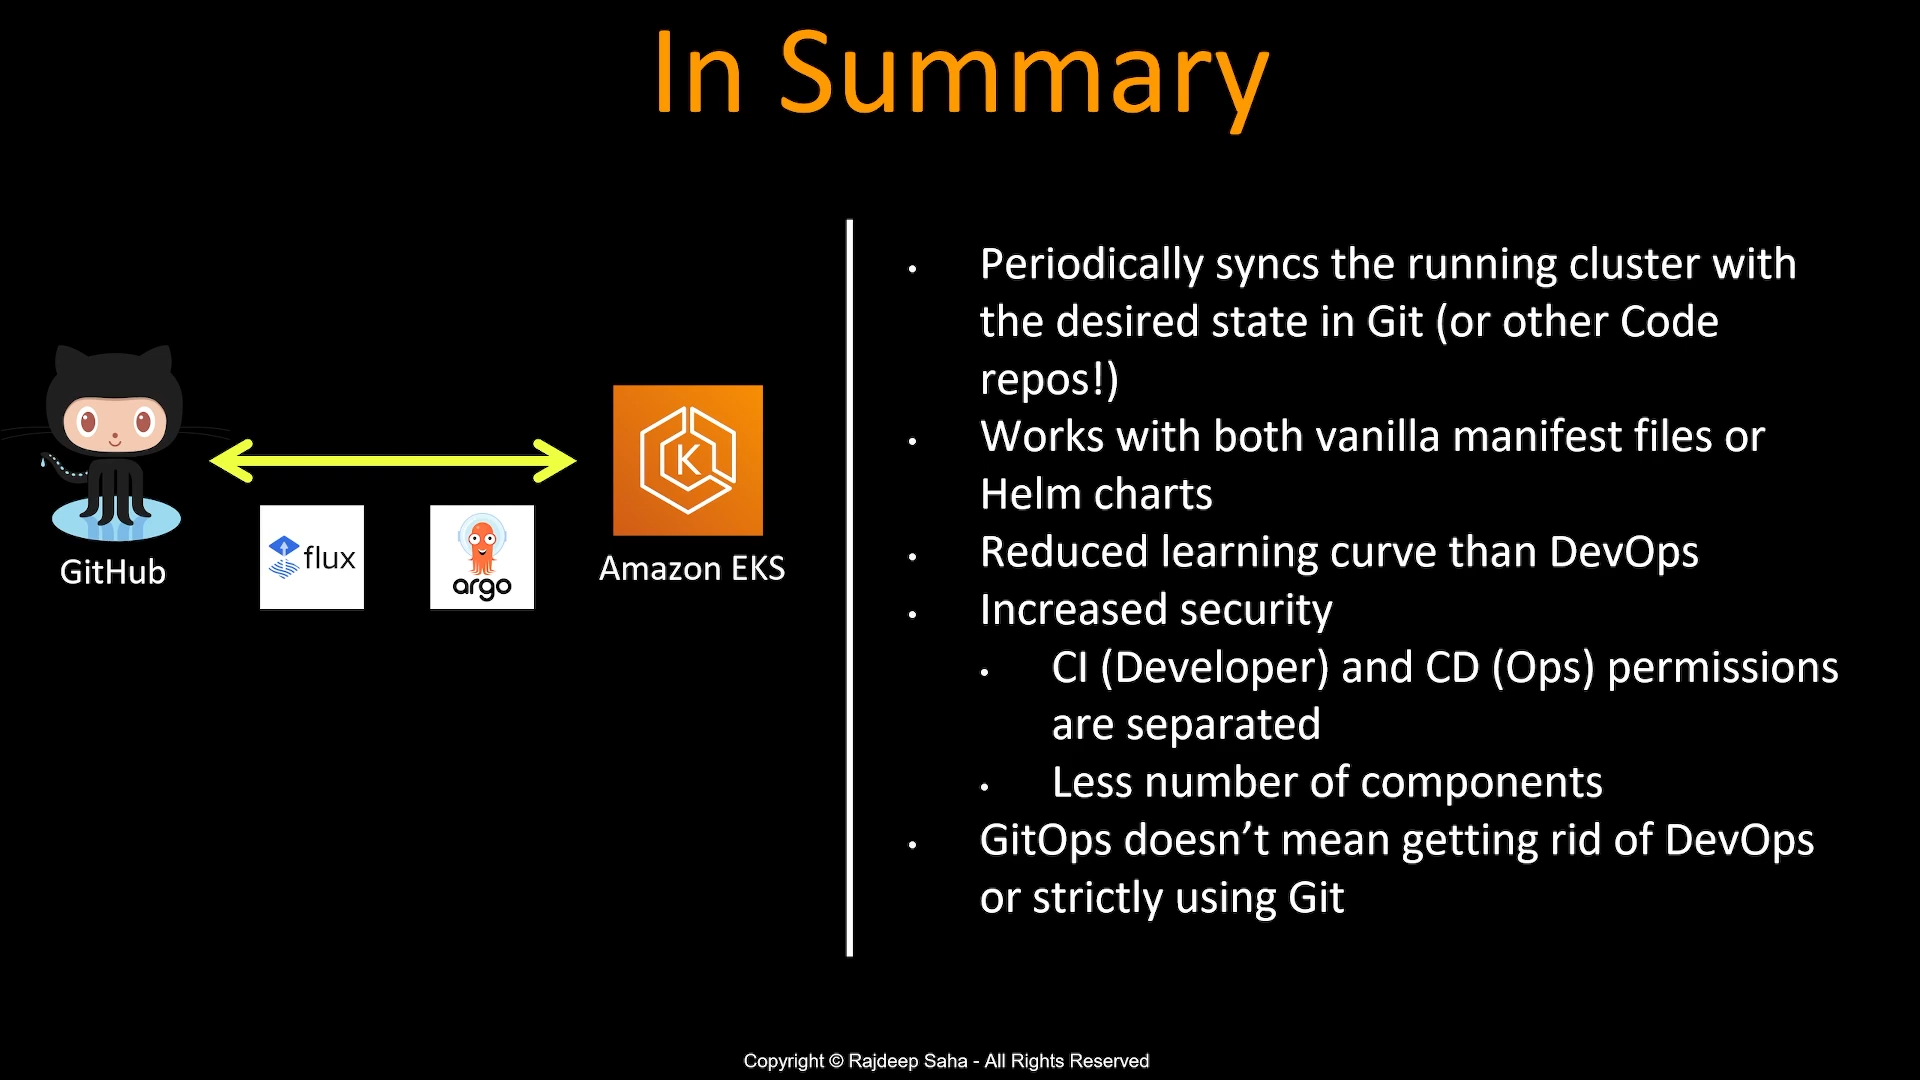 In Summary
GitHub
flux
argo
Amazon EKS
• Periodically syncs the running cluster with
the desired state in Git (or other Code
repos!)
• Works with both vanilla manifest files or
Helm charts
• Reduced learning curve than DevOps
• Increased security
• CI (Developer) and CD (Ops) permissions
are separated
• Less number of components
• GitOps doesn’t mean getting rid of DevOps
or strictly using Git
Copyright © Rajdeep Saha - All Rights Reserved